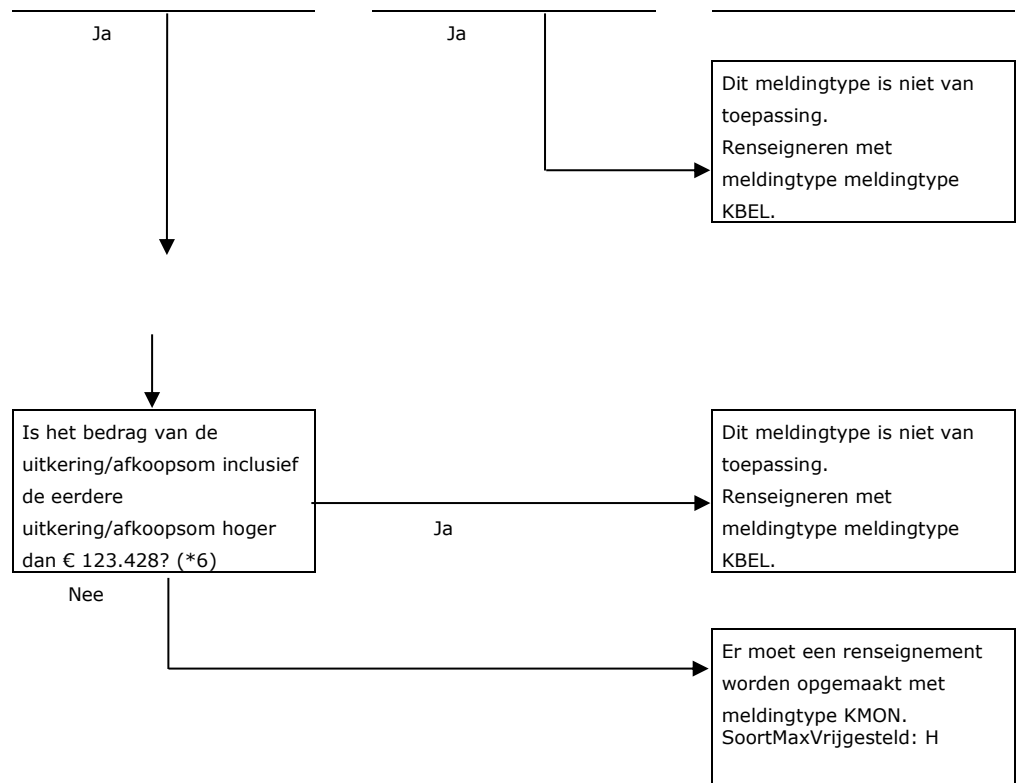 Ja
Ja
Dit meldingtype is niet van
toepassing.
Renseigneren met
meldingtype meldingtype
KBEL.
Is het bedrag van de
uitkering/afkoopsom inclusief
de eerdere
uitkering/afkoopsom hoger
dan € 123.428? (*6)
Ja
Dit meldingtype is niet van
toepassing.
Renseigneren met
meldingtype meldingtype
KBEL.
Nee
Er moet een renseignement
worden opgemaakt met
meldingtype KMON.
SoortMaxVrijgesteld: H